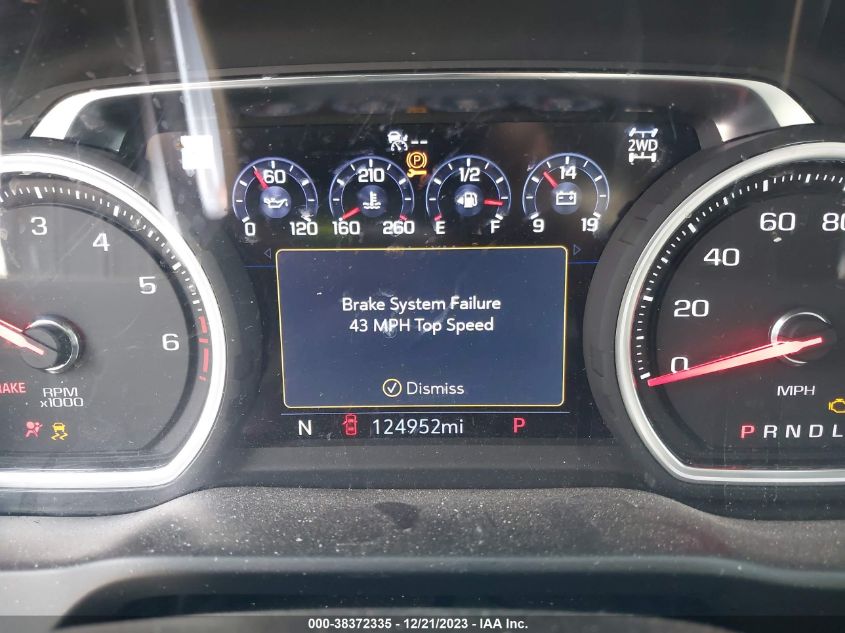 --
2WD
P
60
0 120
210
160 260
1/2
E F
14
9 19
3
4
5
6
RPM
x1000
Brake System Failure
43 MPH Top Speed
Dismiss
N 124952mi P
0
20
40
60
80
MPH
P R N D L
000-38372335 - 12/21/2023 - IAA Inc.